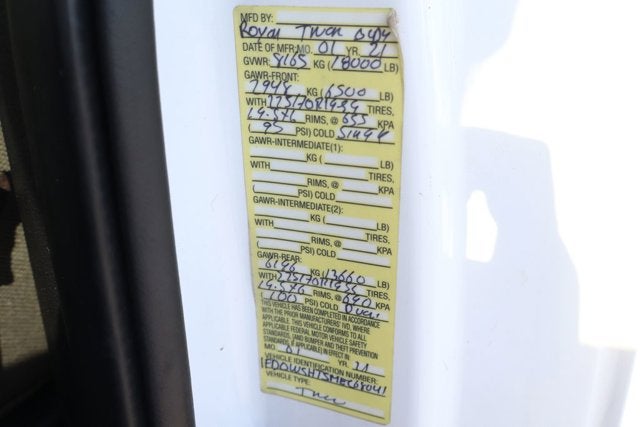 MFD BY:
Royal Truck Body
DATE OF MFR: MO. 01 YR. 21
GVWR: 8165 KG (18000 LB)
GAWR-FRONT:
2948 KG (6500 LB)
WITH 225/70R19.5G TIRES,
19.5X6 RIMS, @ 655 KPA
(95 PSI) COLD Single
GAWR-INTERMEDIATE(1):
KG ( LB)
WITH TIRES,
RIMS, @ KPA
( PSI) COLD
GAWR-INTERMEDIATE(2):
KG ( LB)
WITH TIRES,
RIMS, @ KPA
( PSI) COLD
GAWR-REAR:
6196 KG (13660 LB)
WITH 225/70R19.5G TIRES,
19.5X6 RIMS, @ 690 KPA
(100 PSI) COLD Duel
THIS VEHICLE HAS BEEN COMPLETED IN ACCORDANCE
WITH THE PRIOR MANUFACTURERS' IVD, WHERE
APPLICABLE. THIS VEHICLE CONFORMS TO ALL
APPLICABLE FEDERAL MOTOR VEHICLE SAFETY
STANDARDS, (AND BUMPER AND THEFT PREVENTION
STANDARDS, IF APPLICABLE) IN EFFECT IN
MO. 01 YR. 21
VEHICLE IDENTIFICATION NUMBER:
VEHICLE TYPE:
Truck